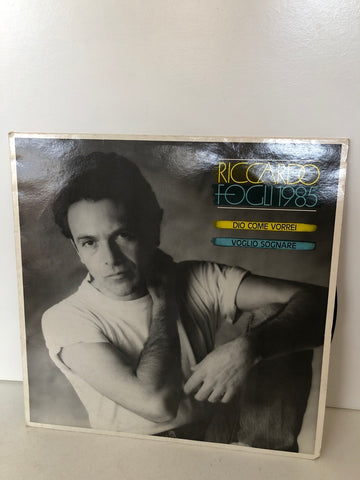 RICCARDO
FOGLI 1985
DIO COME VORREI
VOGLIO SOGNARE